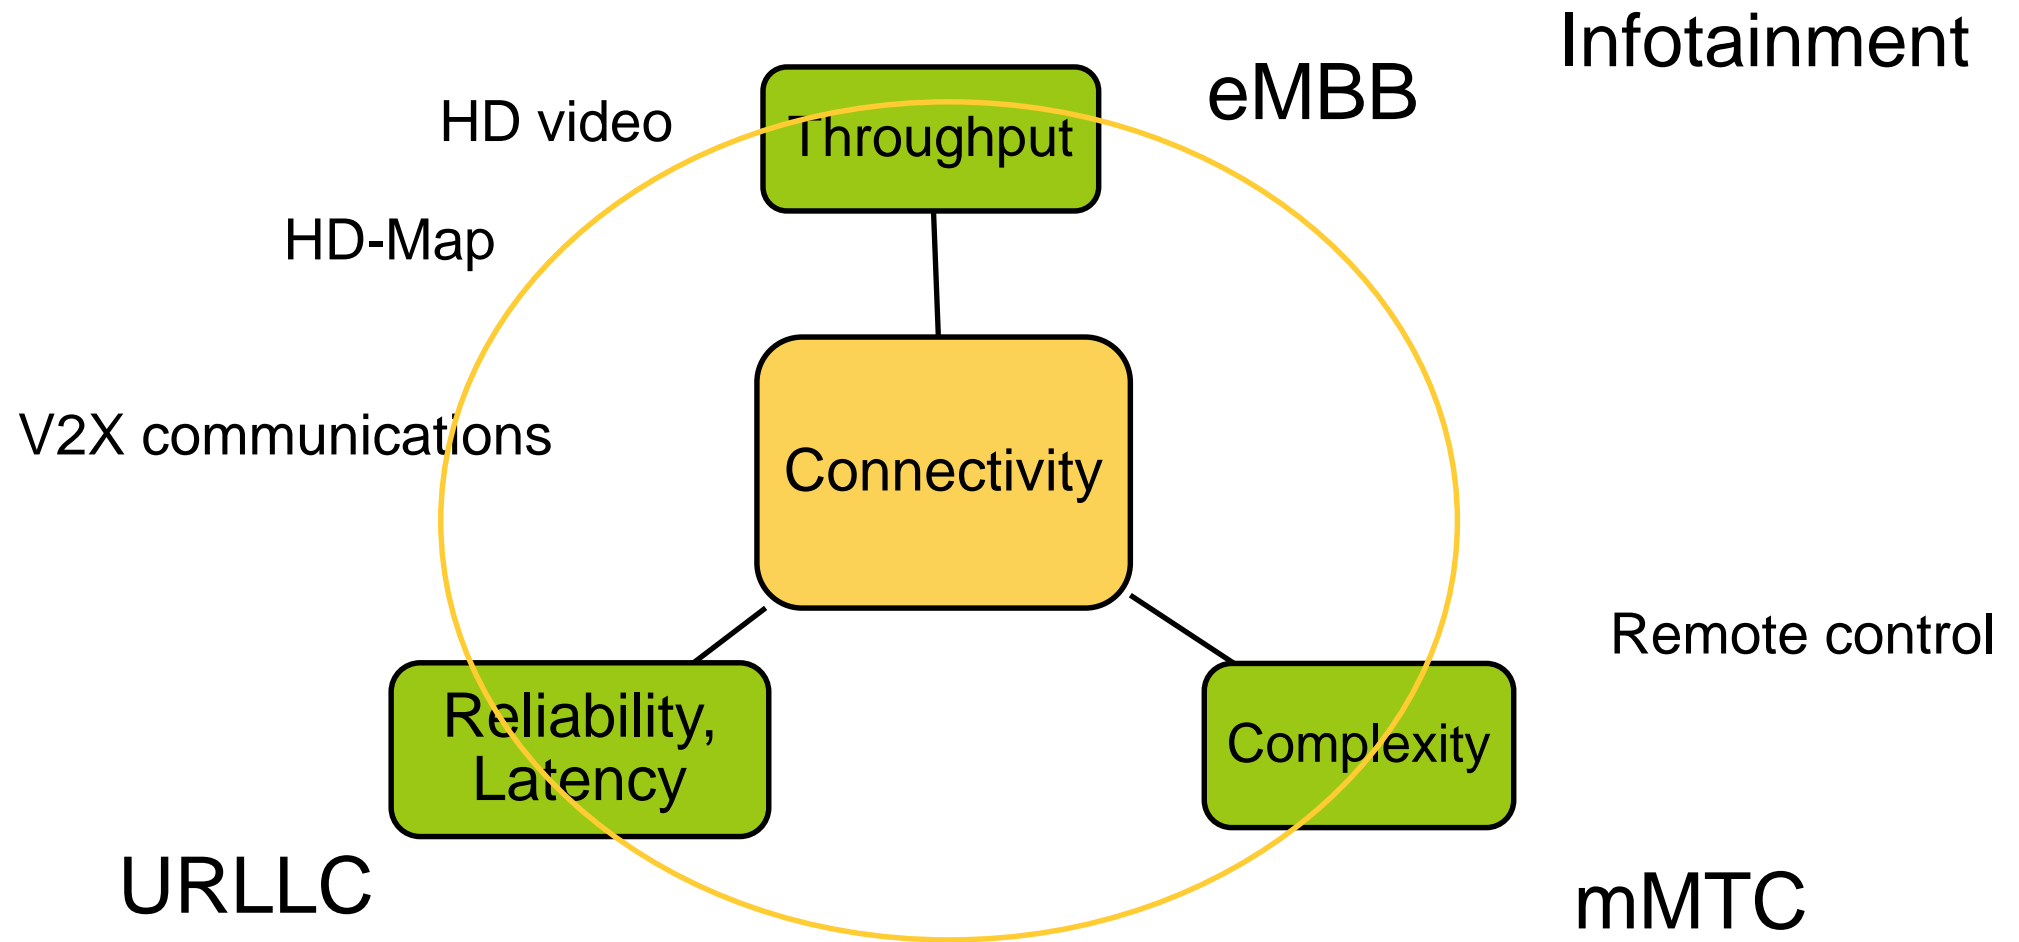 Infotainment
eMBB
HD video
Throughput
HD-Map
V2X communications
Connectivity
Remote control
Reliability,
Latency
Complexity
URLLC
mMTC